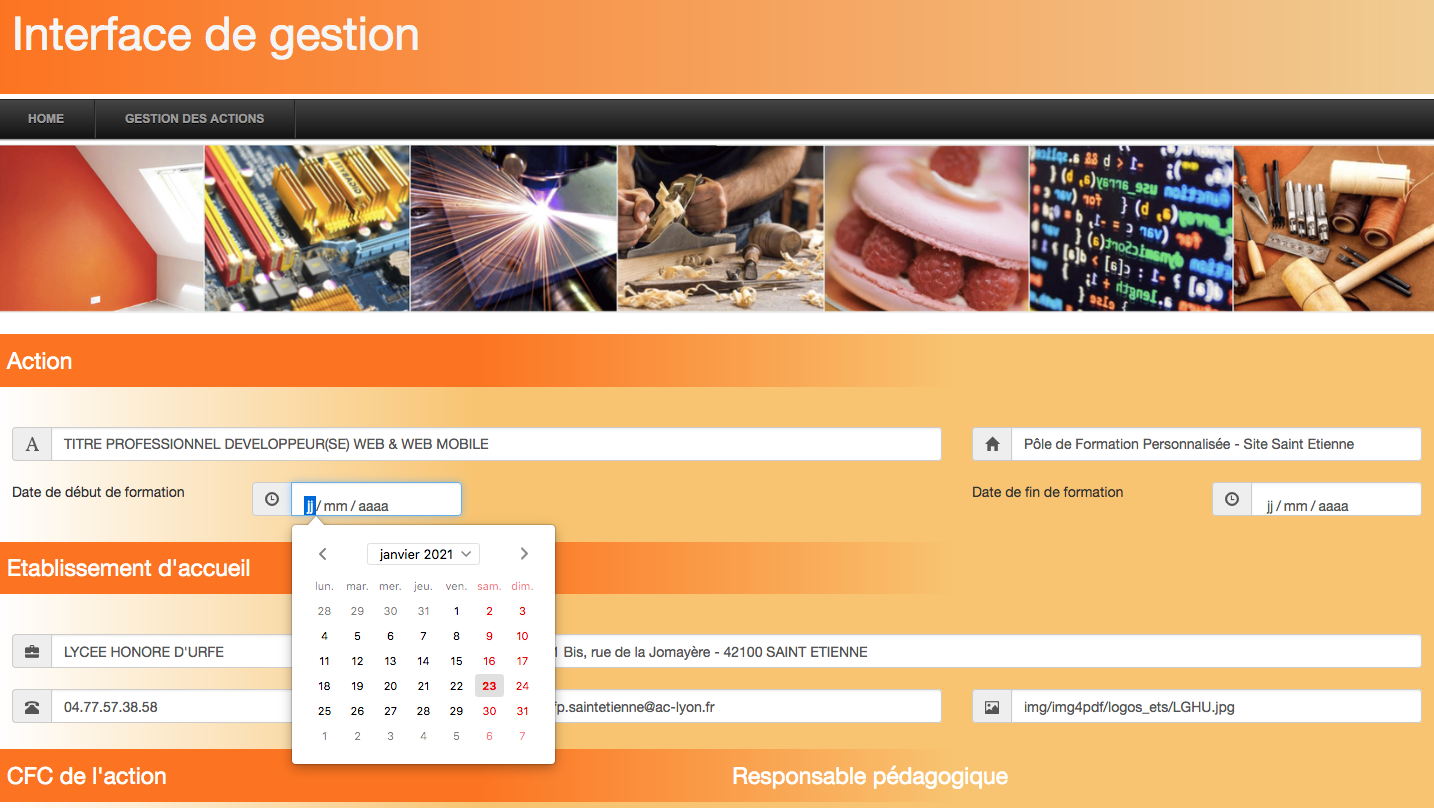 Interface de gestion
HOME GESTION DES ACTIONS
Action
A TITRE PROFESSIONNEL DEVELOPPEUR(SE) WEB & WEB MOBILE
Pôle de Formation Personnalisée - Site Saint Etienne
Date de début de formation
jj / mm / aaaa
Date de fin de formation
jj / mm / aaaa
janvier 2021
lun. mar. mer. jeu. ven. sam. dim.
28 29 30 31 1 2 3
4 5 6 7 8 9 10
11 12 13 14 15 16 17
18 19 20 21 22 23 24
25 26 27 28 29 30 31
1 2 3 4 5 6 7
Etablissement d'accueil
LYCEE HONORE D'URFE
Bis, rue de la Jomayère - 42100 SAINT ETIENNE
04.77.57.38.58
fp.saintetienne@ac-lyon.fr
img/img4pdf/logos_ets/LGHU.jpg
CFC de l'action
Responsable pédagogique